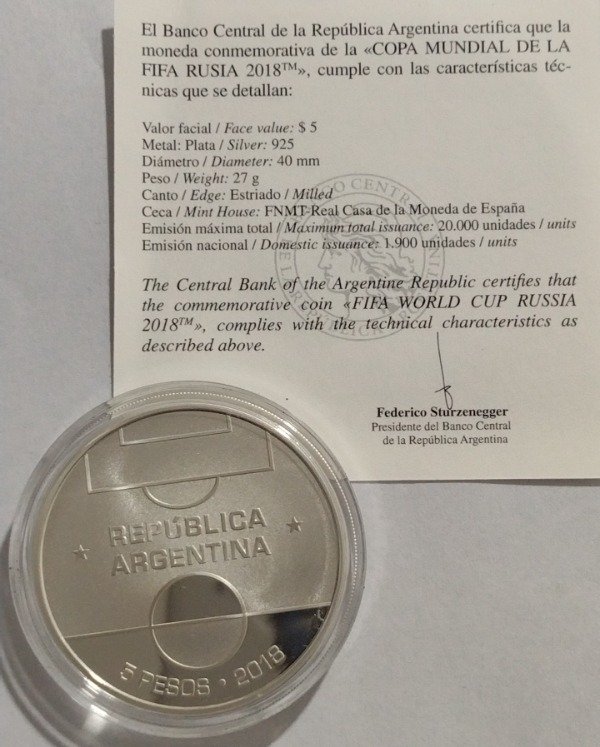 El Banco Central de la República Argentina certifica que la
moneda conmemorativa de la «COPA MUNDIAL DE LA
FIFA RUSIA 2018™», cumple con las características téc-
nicas que se detallan:
Valor facial / Face value: $ 5
Metal: Plata / Silver: 925
Diámetro / Diameter: 40 mm
Peso / Weight: 27 g
Canto / Edge: Estriado / Milled
Ceca / Mint House: FNMT-Real Casa de la Moneda de España
Emisión máxima total / Maximum total issuance: 20.000 unidades / units
Emisión nacional / Domestic issuance: 1.900 unidades / units
The Central Bank of the Argentine Republic certifies that
the commemorative coin «FIFA WORLD CUP RUSSIA
2018™», complies with the technical characteristics as
described above.
Federico Sturzenegger
Presidente del Banco Central
de la República Argentina
REPÚBLICA
ARGENTINA
5 PESOS • 2018